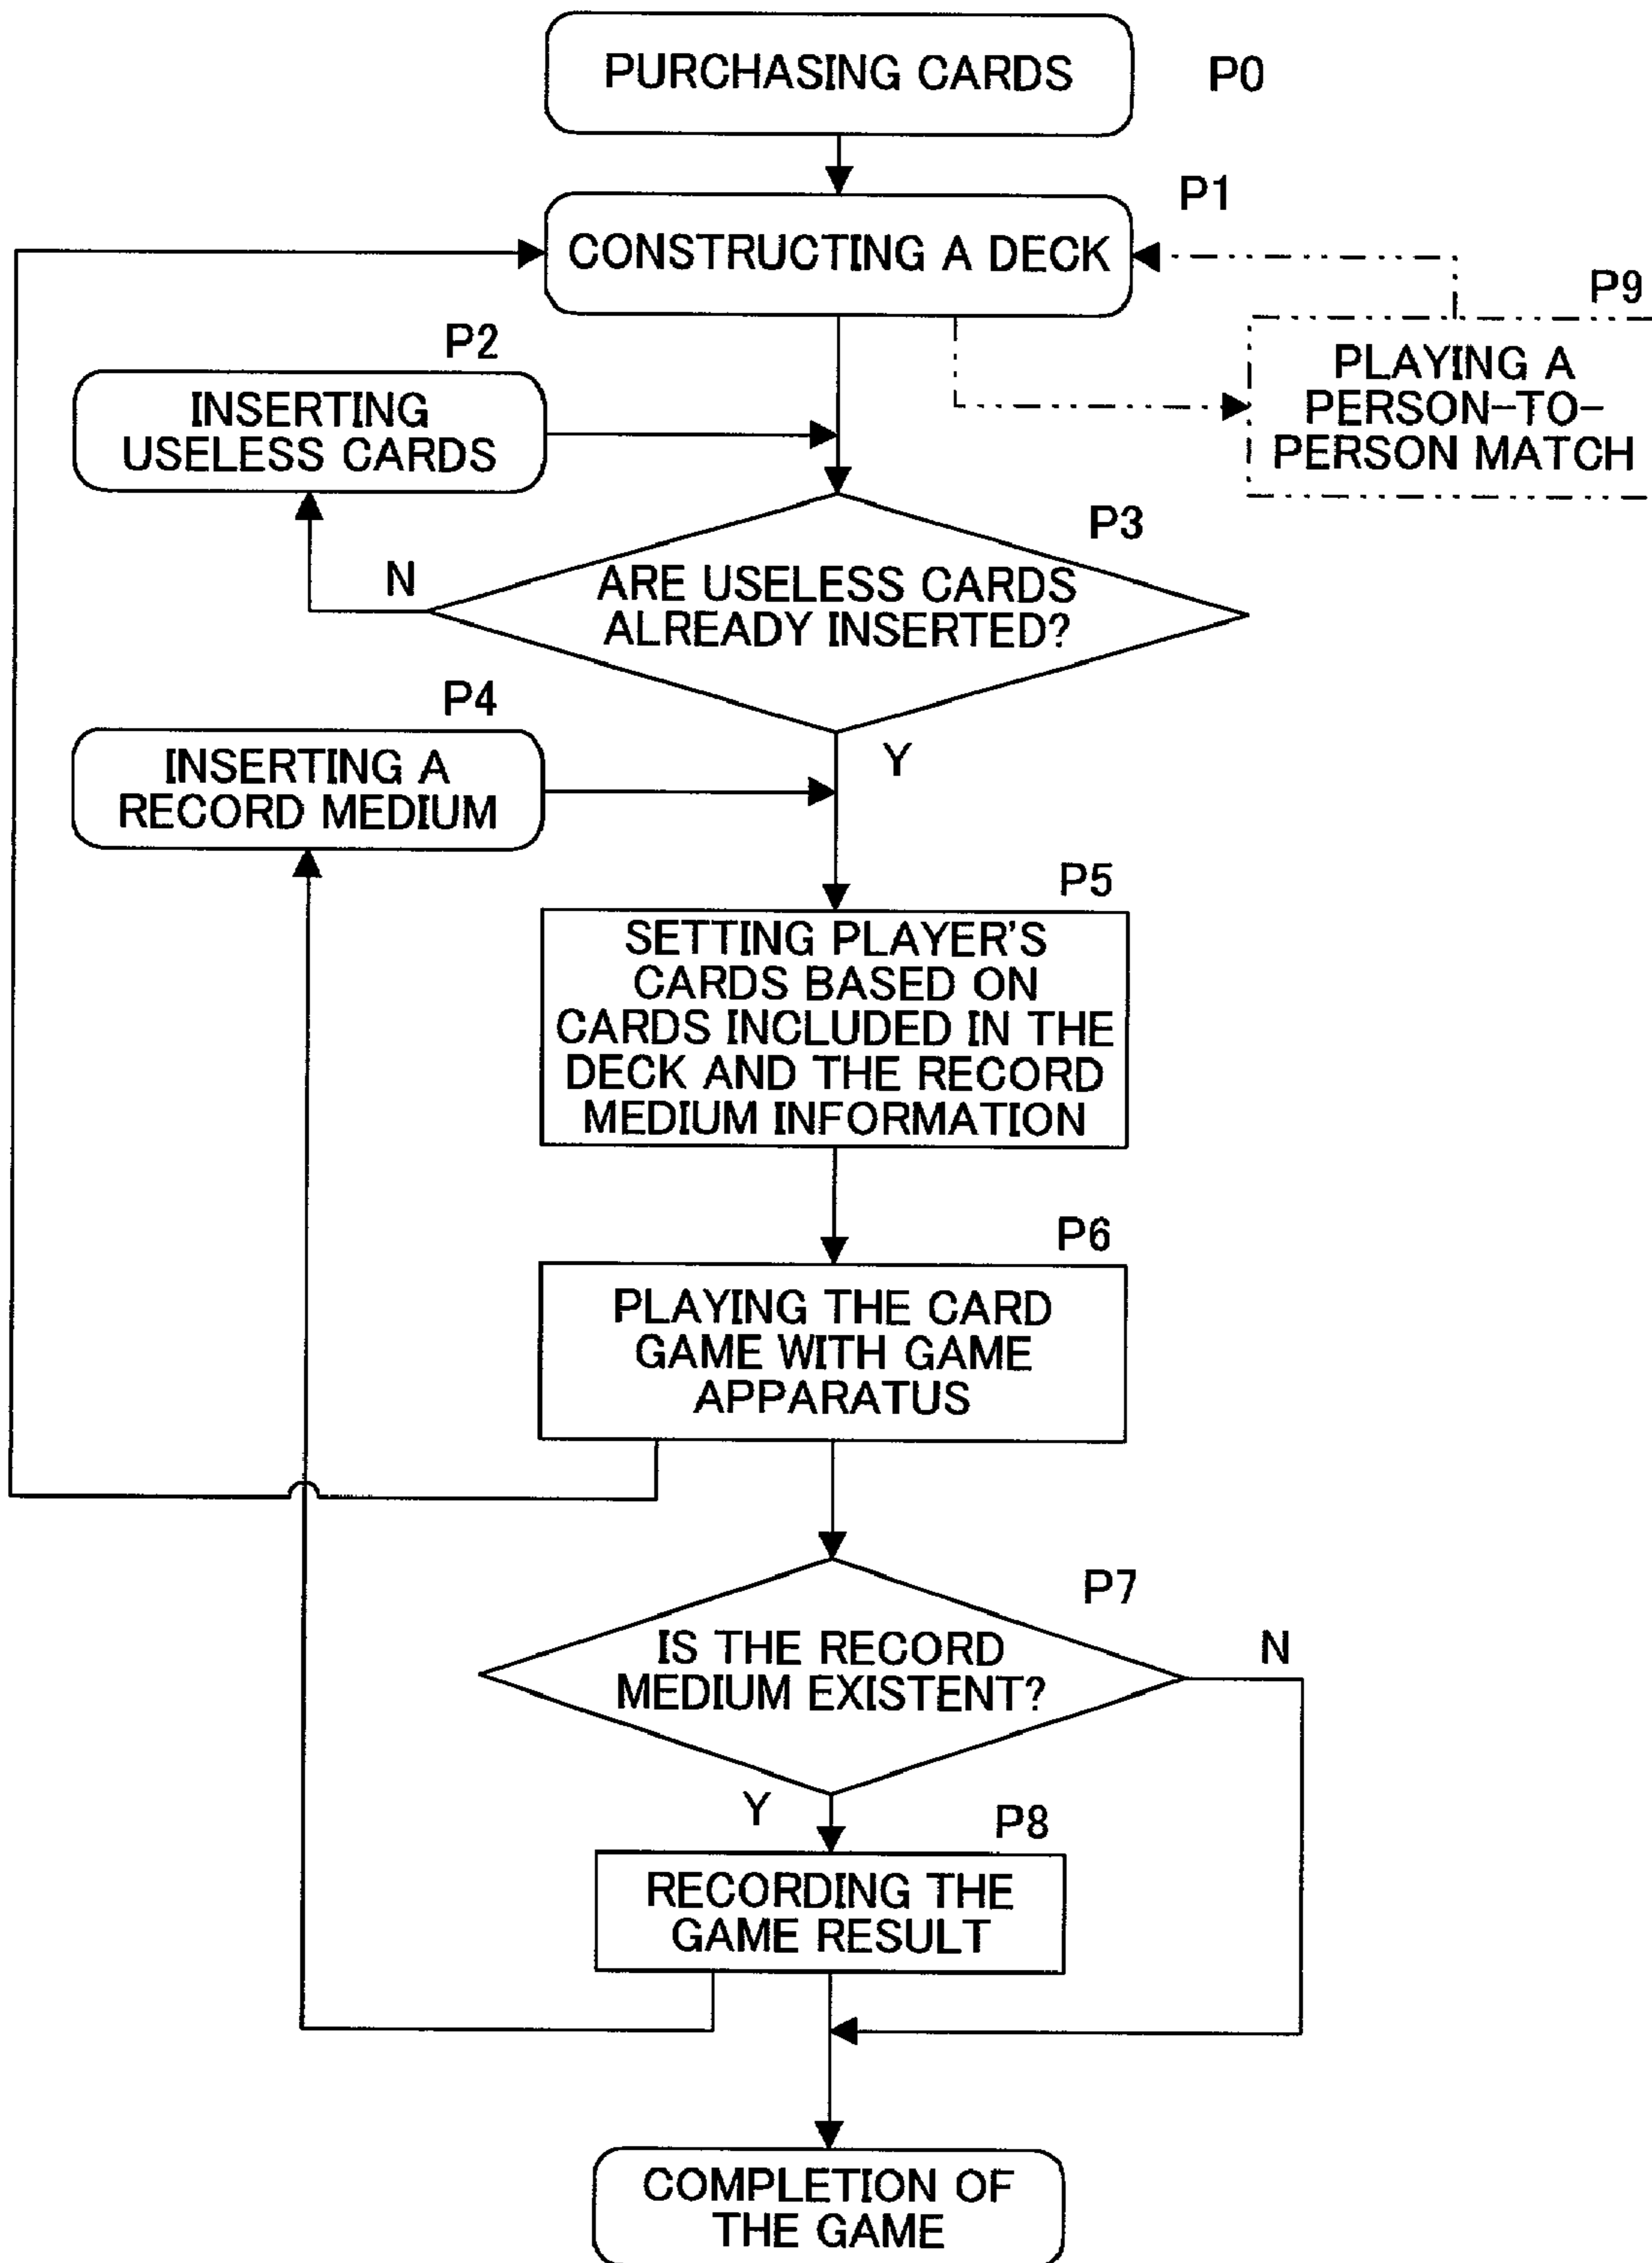 PURCHASING CARDS
P0
P1
CONSTRUCTING A DECK
P9
PLAYING A
PERSON-TO-
PERSON MATCH
P2
INSERTING
USELESS CARDS
P3
N
ARE USELESS CARDS
ALREADY INSERTED?
P4
Y
INSERTING A
RECORD MEDIUM
P5
SETTING PLAYER'S
CARDS BASED ON
CARDS INCLUDED IN THE
DECK AND THE RECORD
MEDIUM INFORMATION
P6
PLAYING THE CARD
GAME WITH GAME
APPARATUS
P7
IS THE RECORD
MEDIUM EXISTENT?
N
Y
P8
RECORDING THE
GAME RESULT
COMPLETION OF
THE GAME